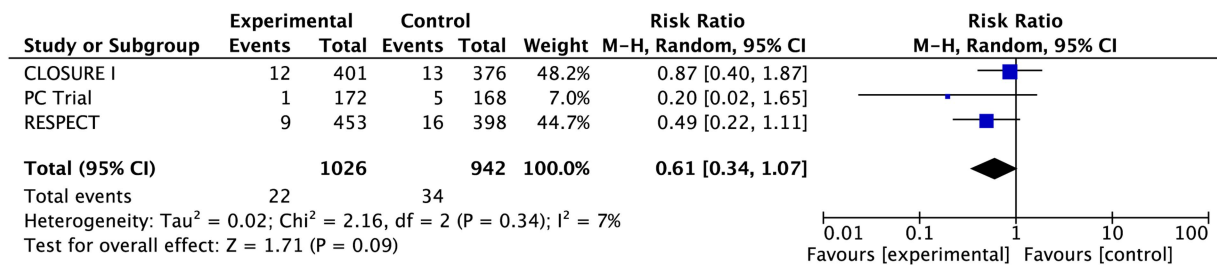 Experimental Control Risk Ratio Risk Ratio
Study or Subgroup Events Total Events Total Weight M-H, Random, 95% CI M-H, Random, 95% CI
CLOSURE I 12 401 13 376 48.2% 0.87 [0.40, 1.87]
PC Trial 1 172 5 168 7.0% 0.20 [0.02, 1.65]
RESPECT 9 453 16 398 44.7% 0.49 [0.22, 1.11]
Total (95% CI) 1026 942 100.0% 0.61 [0.34, 1.07]
Total events 22 34
Heterogeneity: Tau² = 0.02; Chi² = 2.16, df = 2 (P = 0.34); I² = 7%
Test for overall effect: Z = 1.71 (P = 0.09)
0.01 0.1 1 10 100
Favours [experimental] Favours [control]